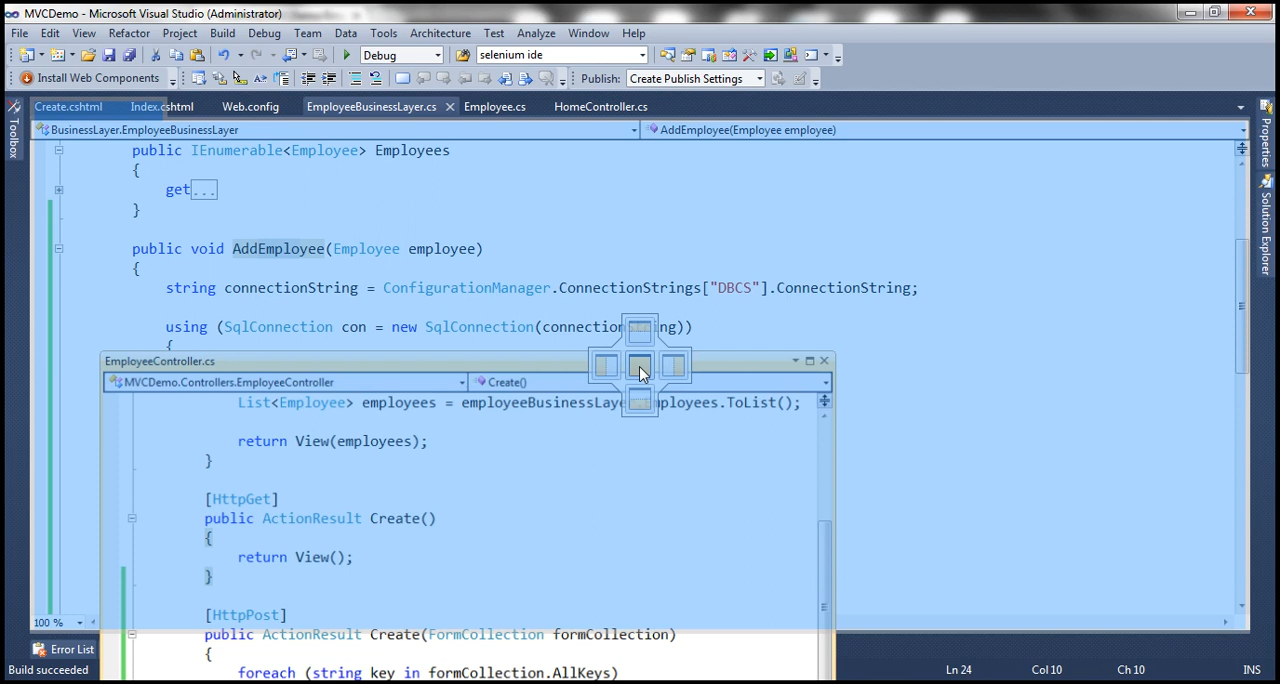 MVCDemo - Microsoft Visual Studio (Administrator)
File Edit View Refactor Project Build Debug Team Data Tools Architecture Test Analyze Window Help
Debug selenium ide
Install Web Components Publish: Create Publish Settings
Create.cshtml Index.cshtml Web.config EmployeeBusinessLayer.cs Employee.cs HomeController.cs
BusinessLayer.EmployeeBusinessLayer AddEmployee(Employee employee)
Toolbox
Properties
Solution Explorer
public IEnumerable<Employee> Employees
{
get...
}
public void AddEmployee(Employee employee)
{
string connectionString = ConfigurationManager.ConnectionStrings["DBCS"].ConnectionString;
using (SqlConnection con = new SqlConnection(connectionString))
{
EmployeeController.cs
MVCDemo.Controllers.EmployeeController Create()
List<Employee> employees = employeeBusinessLayer.Employees.ToList();
return View(employees);
}
[HttpGet]
public ActionResult Create()
{
return View();
}
[HttpPost]
public ActionResult Create(FormCollection formCollection)
{
foreach (string key in formCollection.AllKeys)
100 %
Error List
Build succeeded Ln 24 Col 10 Ch 10 INS